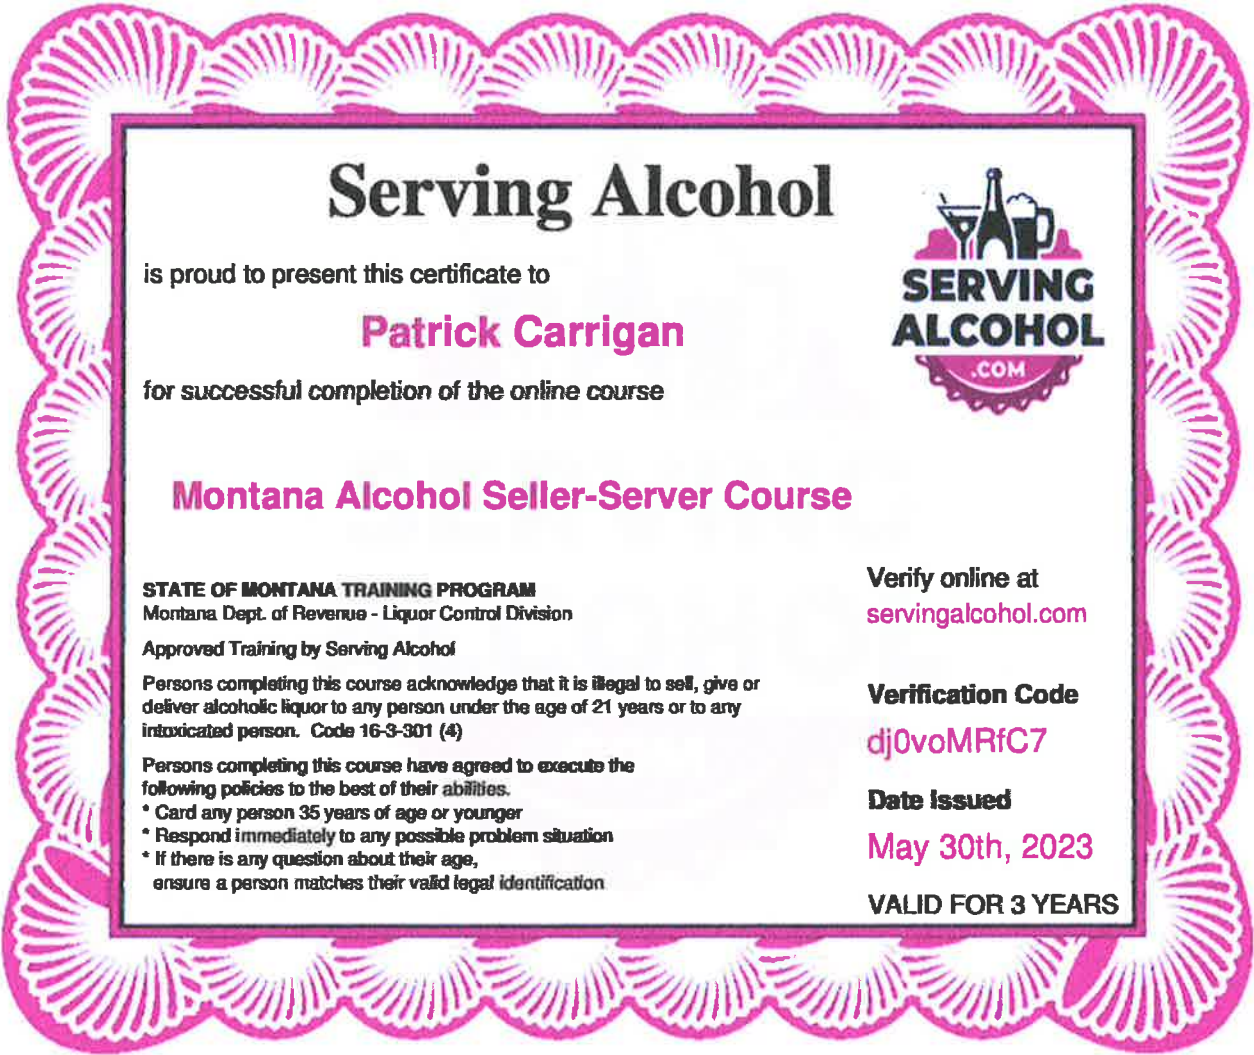 Serving Alcohol
is proud to present this certificate to
Patrick Carrigan
for successful completion of the online course
Montana Alcohol Seller-Server Course
SERVING
ALCOHOL
.COM
STATE OF MONTANA TRAINING PROGRAM
Montana Dept. of Revenue - Liquor Control Division
Approved Training by Serving Alcohol
Persons completing this course acknowledge that it is illegal to sell, give or
deliver alcoholic liquor to any person under the age of 21 years or to any
intoxicated person. Code 16-3-301 (4)
Persons completing this course have agreed to execute the
following policies to the best of their abilities.
* Card any person 35 years of age or younger
* Respond immediately to any possible problem situation
* If there is any question about their age,
ensure a person matches their valid legal identification
Verify online at
servingalcohol.com
Verification Code
dj0voMRfC7
Date Issued
May 30th, 2023
VALID FOR 3 YEARS